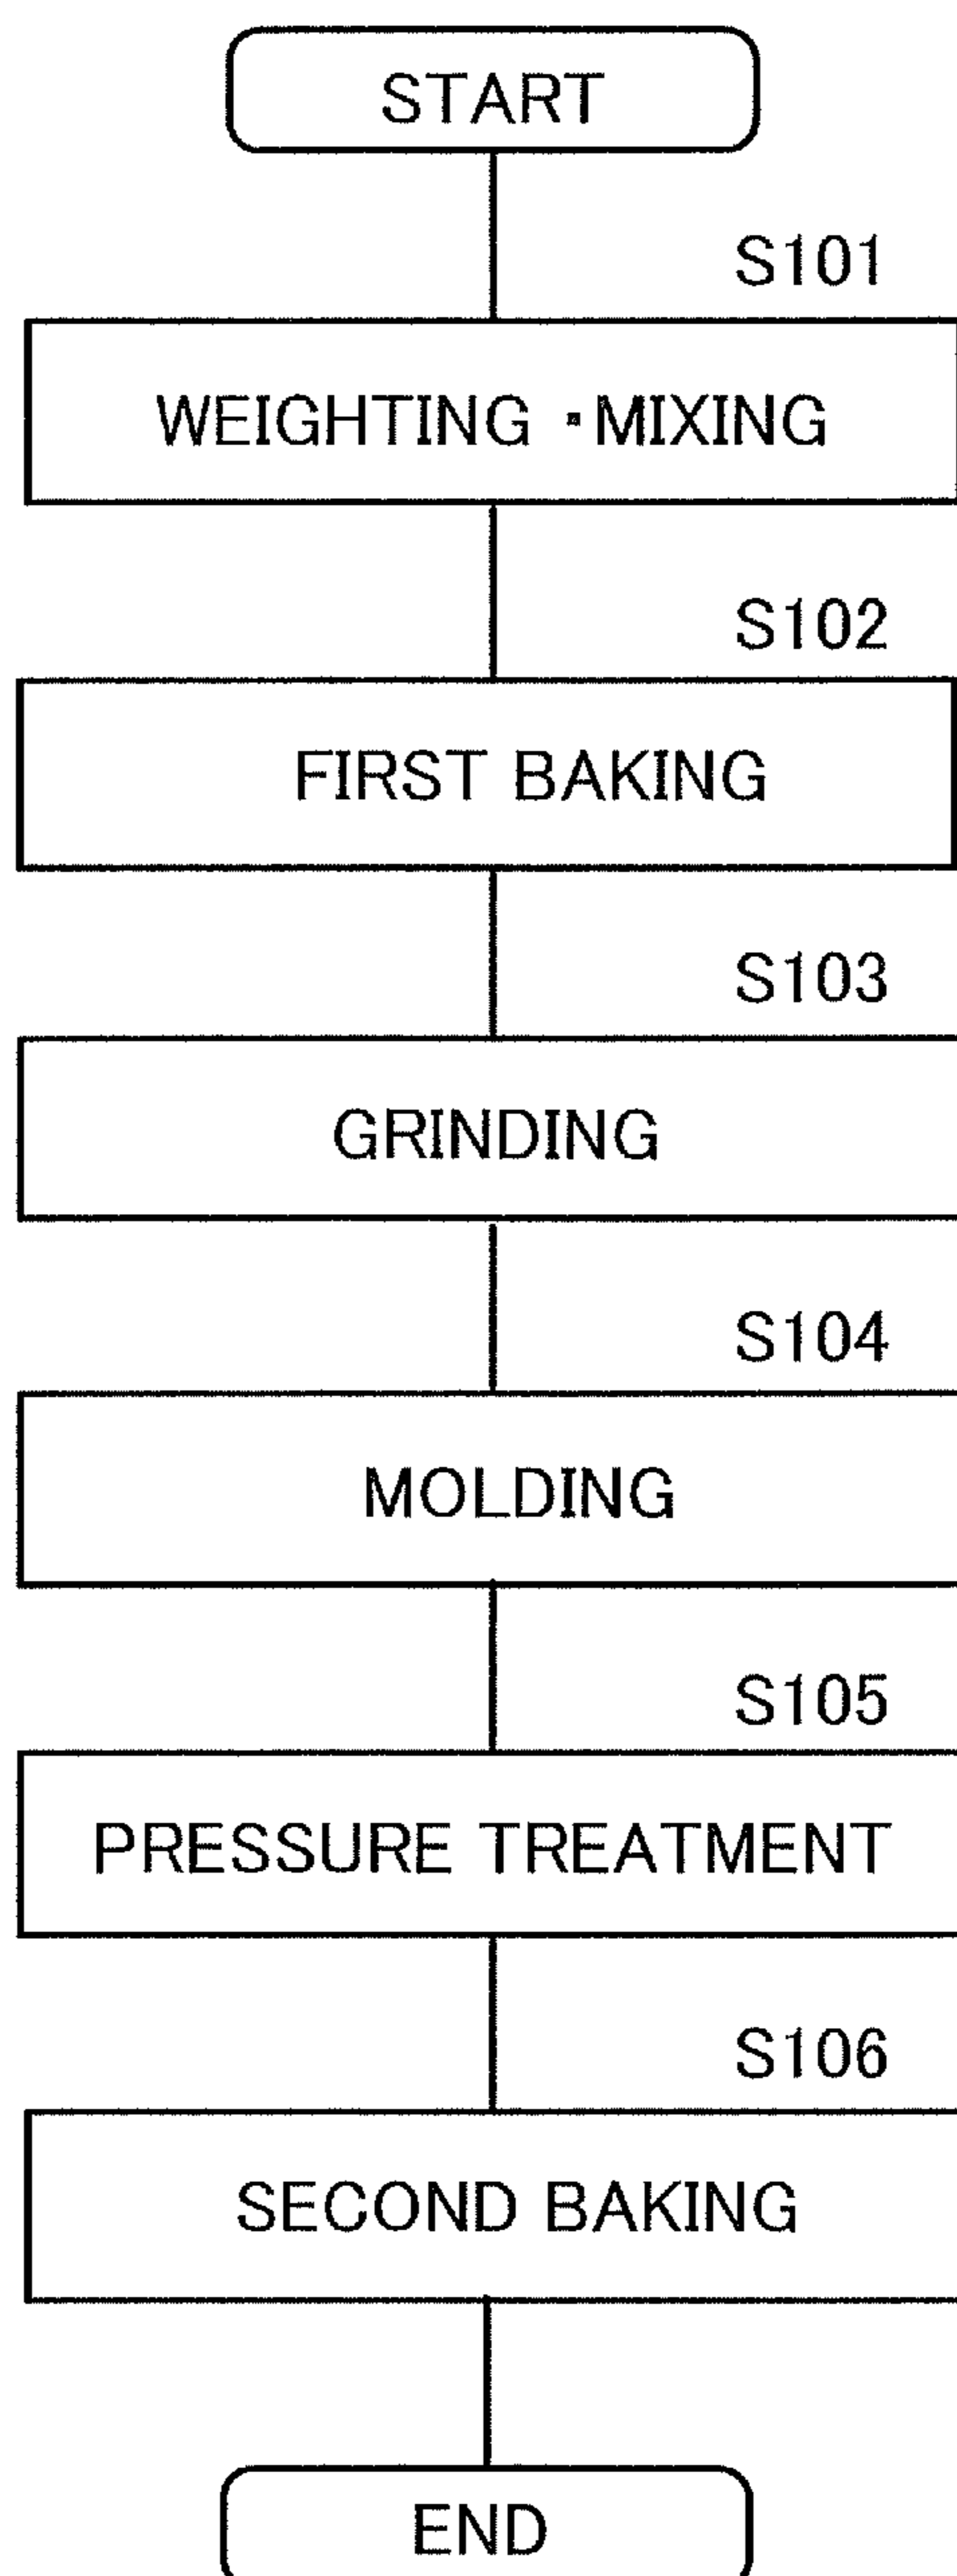 START
S101
WEIGHTING ・MIXING
S102
FIRST BAKING
S103
GRINDING
S104
MOLDING
S105
PRESSURE TREATMENT
S106
SECOND BAKING
END